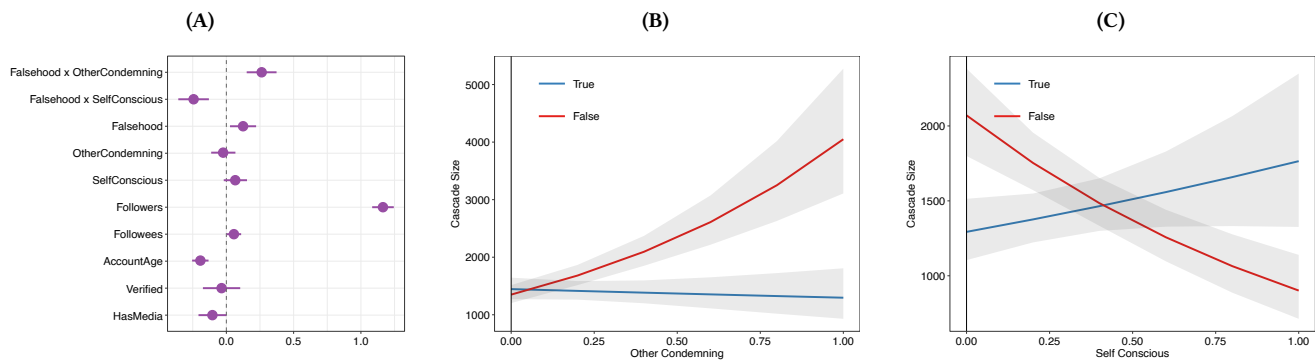 (A)
Falsehood x OtherCondemning
Falsehood x SelfConscious
Falsehood
OtherCondemning
SelfConscious
Followers
Followees
AccountAge
Verified
HasMedia
0.0
0.5
1.0
(B)
Cascade Size
5000
4000
3000
2000
1000
True
False
0.00
0.25
0.50
0.75
1.00
Other Condemning
(C)
Cascade Size
2000
1500
1000
True
False
0.00
0.25
0.50
0.75
1.00
Self Conscious